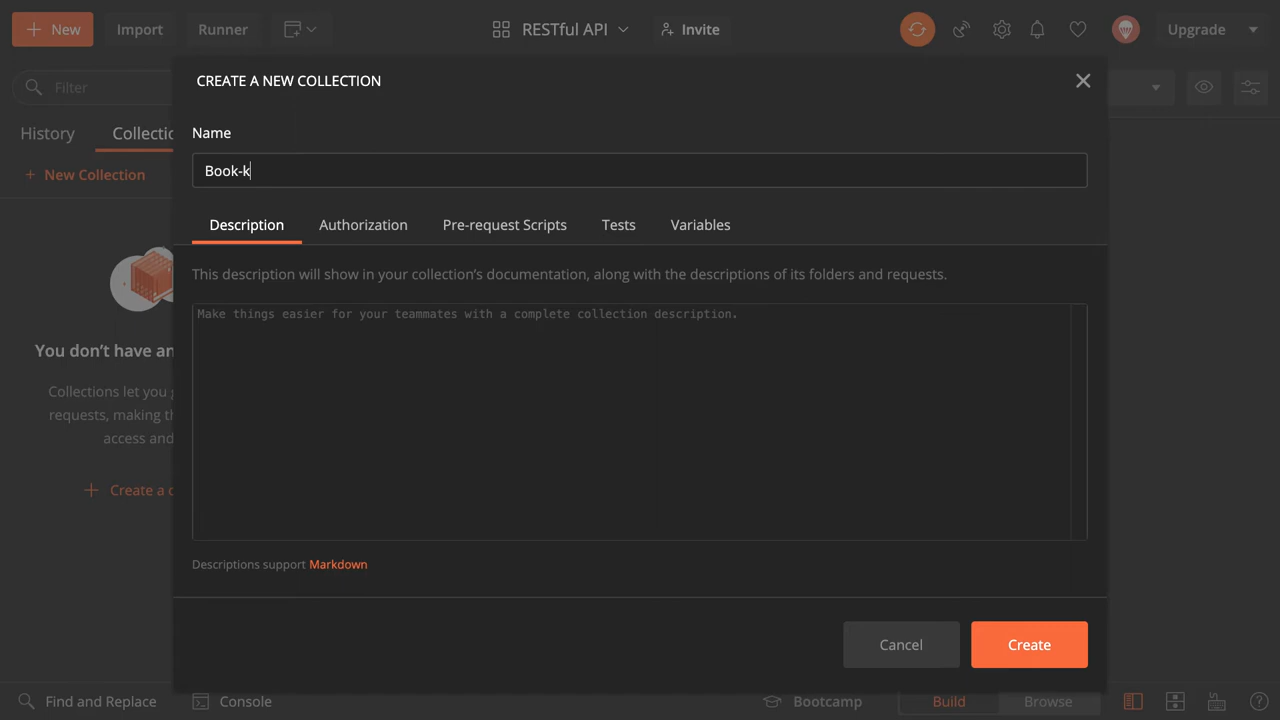 New
Import
Runner
RESTful API
Invite
Upgrade
Filter
CREATE A NEW COLLECTION
History
Collectio
Name
New Collection
Book-k
Description
Authorization
Pre-request Scripts
Tests
Variables
This description will show in your collection's documentation, along with the descriptions of its folders and requests.
Make things easier for your teammates with a complete collection description.
You don't have an
Collections let you g
requests, making th
access and
Create a c
Descriptions support Markdown
Cancel
Create
Find and Replace
Console
Bootcamp
Build
Browse